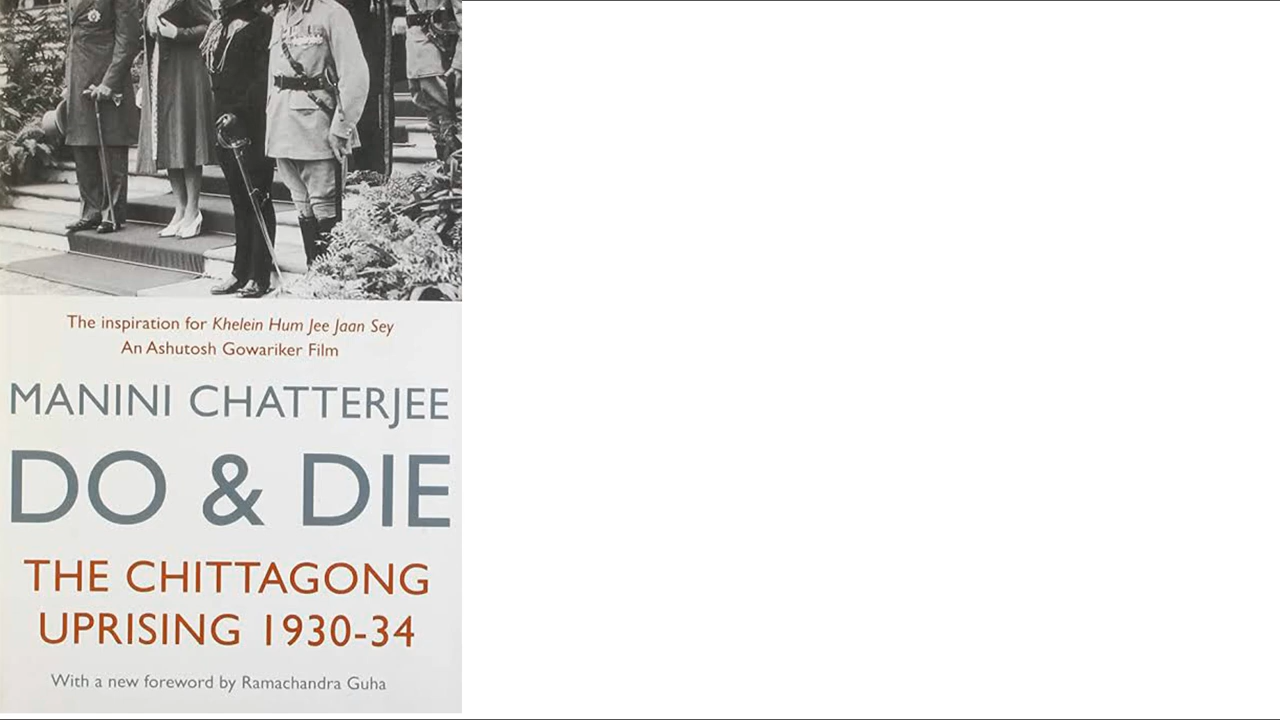 The inspiration for Khelein Hum Jee Jaan Sey
An Ashutosh Gowariker Film
MANINI CHATTERJEE
DO & DIE
THE CHITTAGONG
UPRISING 1930-34
With a new foreword by Ramachandra Guha